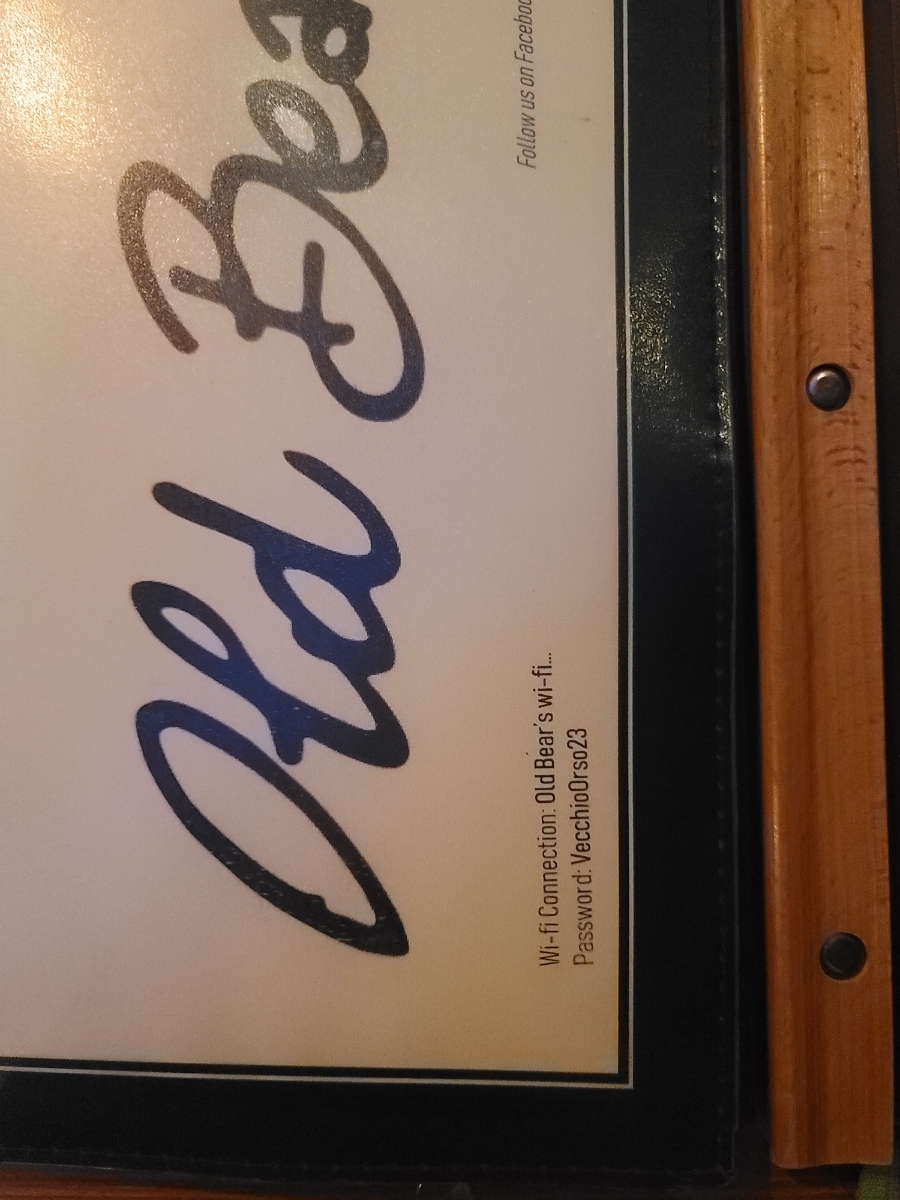 Old Bea
Wi-fi Connection: Old Bear's wi-fi...
Password: VecchioOrso23
Follow us on Faceboo